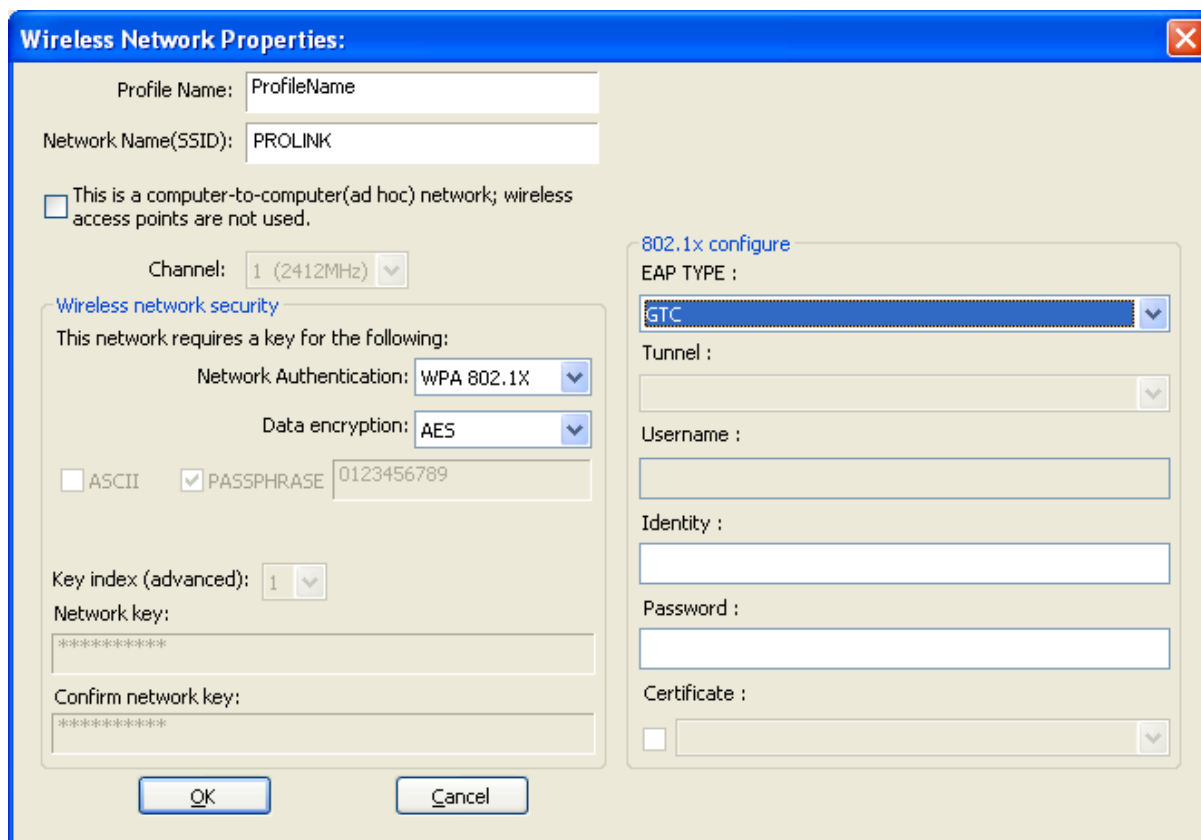 Wireless Network Properties:
Profile Name: ProfileName
Network Name(SSID): PROLINK
This is a computer-to-computer(ad hoc) network; wireless
access points are not used.
Channel: 1 (2412MHz)
Wireless network security
This network requires a key for the following:
Network Authentication: WPA 802.1X
Data encryption: AES
ASCII PASSPHRASE 0123456789
Key index (advanced): 1
Network key:
**********
Confirm network key:
**********
OK Cancel
802.1x configure
EAP TYPE :
GTC
Tunnel :
Username :
Identity :
Password :
Certificate :